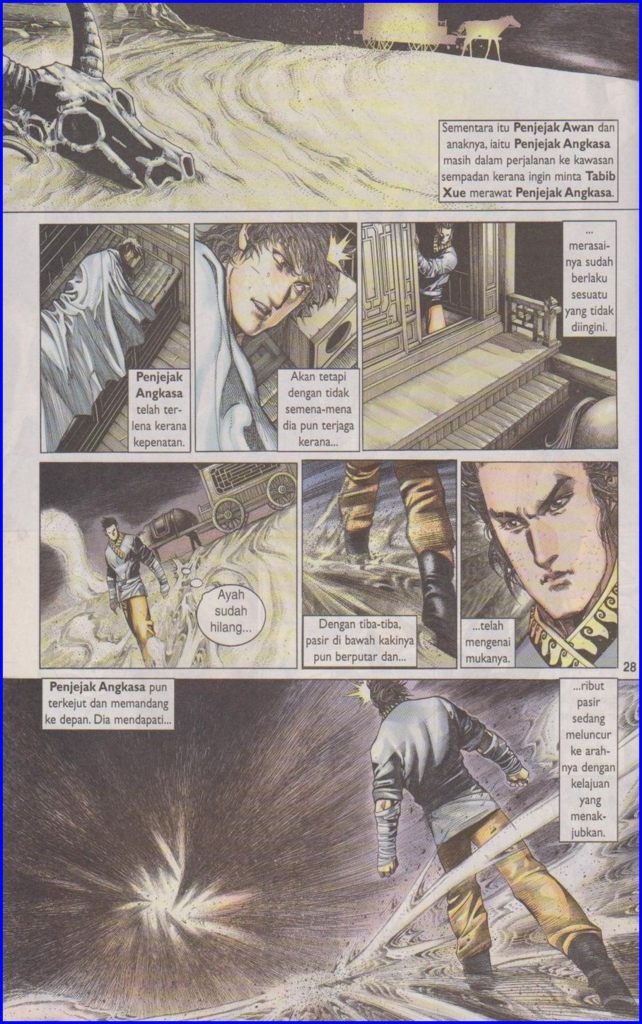 Sementara itu Penjejak Awan dan
anaknya, iaitu Penjejak Angkasa
masih dalam perjalanan ke kawasan
sempadan kerana ingin minta Tabib
Xue merawat Penjejak Angkasa.
Penjejak
Angkasa
telah ter-
lena kerana
kepenatan.
Akan tetapi
dengan tidak
semena-mena
dia pun terjaga
kerana...
...
merasai-
nya sudah
berlaku
sesuatu
yang tidak
diingini.
Ayah
sudah
hilang...
Dengan tiba-tiba,
pasir di bawah kakinya
pun berputar dan...
...telah
mengenai
mukanya.
28
Penjejak Angkasa pun
terkejut dan memandang
ke depan. Dia mendapati...
...ribut
pasir
sedang
meluncur
ke arah-
nya dengan
kelajuan
yang
menak-
jubkan.